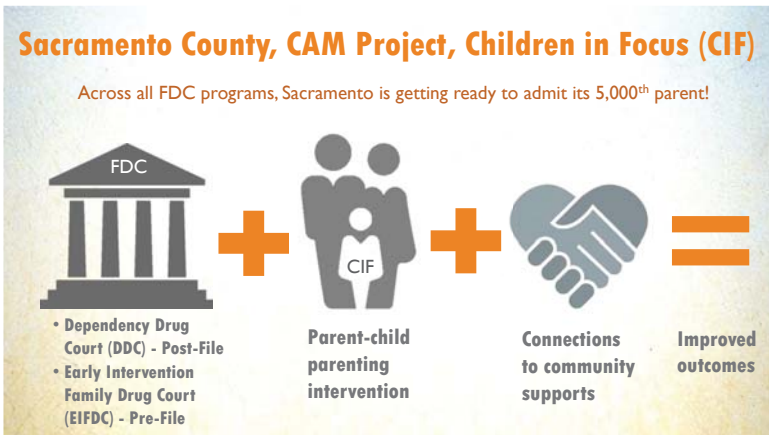 Sacramento County, CAM Project, Children in Focus (CIF)
Across all FDC programs, Sacramento is getting ready to admit its 5,000th parent!
FDC
CIF
• Dependency Drug
Court (DDC) - Post-File
• Early Intervention
Family Drug Court
(EIFDC) - Pre-File
Parent-child
parenting
intervention
Connections
to community
supports
Improved
outcomes